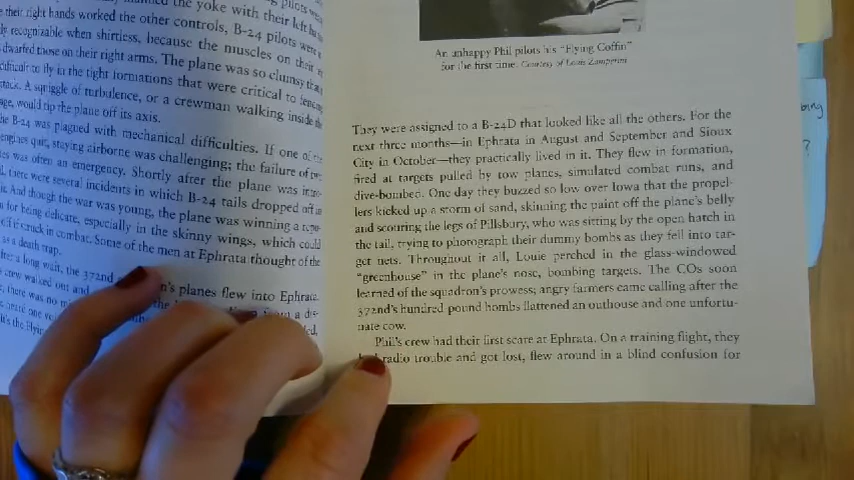 the yoke with their left
their right hands worked the other controls, B-24 pilots were
recognizable when shirtless, because the muscles on their
dwarfed those on their right arms. The plane was so clumsy that
difficult to fly in the tight formations that were critical to
A squiggle of turbulence, or a crewman walking inside the
would tip the plane off its axis.
B-24 was plagued with mechanical difficulties. If one of
engines quit, staying airborne was challenging; the failure of
was often an emergency. Shortly after the plane was
there were several incidents in which B-24 tails dropped off
And though the war was young, the plane was winning a
for being delicate, especially in the skinny wings, which could
off if struck in combat. Some of the men at Ephrata thought of the
as a death trap.
a long wait, the 372nd
planes flew into Ephrata.
crew walked out and
there was no
An unhappy Phil pilots his "Flying Coffin"
for the first time. Courtesy of Louis Zamperini
They were assigned to a B-24D that looked like all the others. For the
next three months—in Ephrata in August and September and Sioux
City in October—they practically lived in it. They flew in formation,
fired at targets pulled by tow planes, simulated combat runs, and
dive-bombed. One day they buzzed so low over Iowa that the propel-
lers kicked up a storm of sand, skinning the paint off the plane's belly
and scouring the legs of Pillsbury, who was sitting by the open hatch in
the tail, trying to photograph their dummy bombs as they fell into tar-
get nets. Throughout it all, Louie perched in the glass-windowed
"greenhouse" in the plane's nose, bombing targets. The COs soon
learned of the squadron's prowess; angry farmers came calling after the
372nd's hundred pound bombs flattened an outhouse and one unfortu-
nate cow.
Phil's crew had their first scare at Ephrata. On a training flight, they
radio trouble and got lost, flew around in a blind confusion for
?